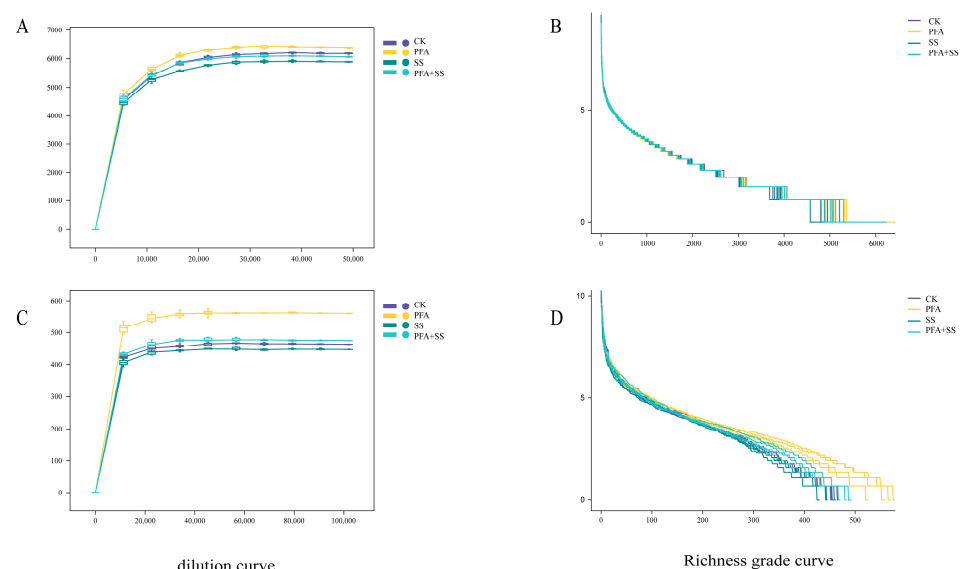 A
7000
6000
5000
4000
3000
2000
1000
0
0
10,000
20,000
30,000
40,000
50,000
CK
PFA
SS
PFA+SS
B
5
0
0
1000
2000
3000
4000
5000
6000
CK
PFA
SS
PFA+SS
C
600
500
400
300
200
100
0
0
20,000
40,000
60,000
80,000
100,000
CK
PFA
SS
PFA+SS
D
10
5
0
0
100
200
300
400
500
CK
PFA
SS
PFA+SS
dilution curve
Richness grade curve